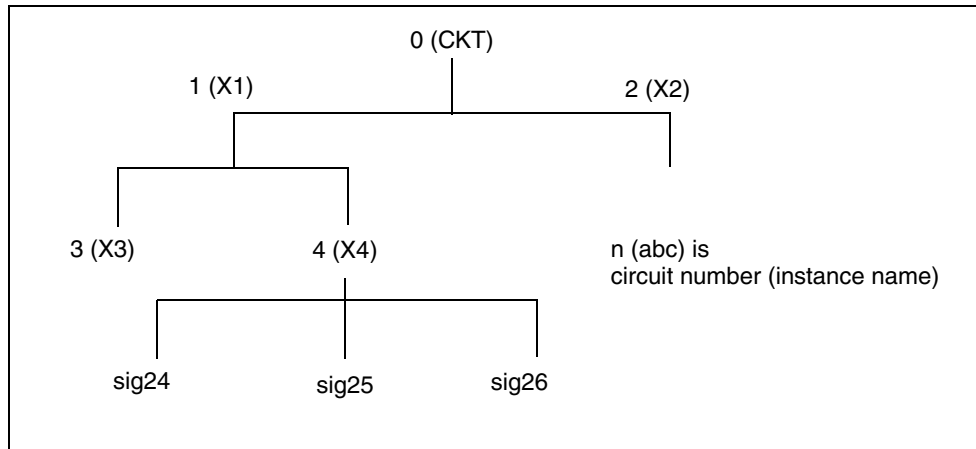 0 (CKT)
1 (X1)
2 (X2)
3 (X3)
4 (X4)
n (abc) is
circuit number (instance name)
sig24
sig25
sig26